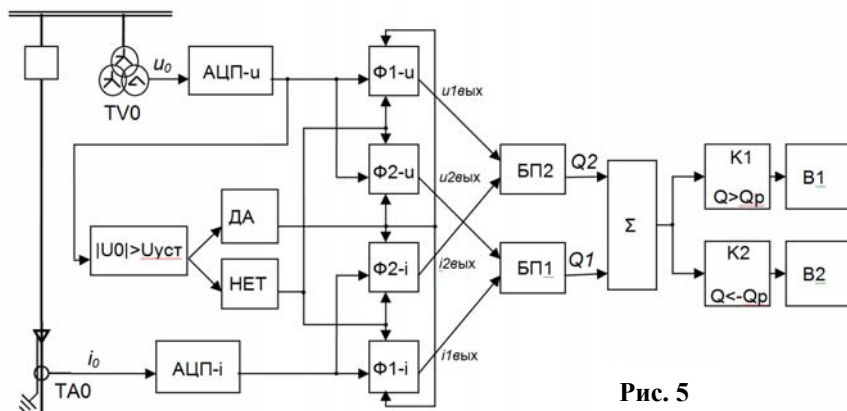 u₀
TV0
АЦП-u
Ф1-u
u1вых
Ф2-u
u2вых
БП2
Q2
K1
Q>Qp
B1
ДА
|U0|>Uуст
НЕТ
Ф2-i
i2вых
БП1
Q1
Σ
K2
Q<-Qp
B2
i₀
TA0
АЦП-i
Ф1-i
i1вых
Рис. 5